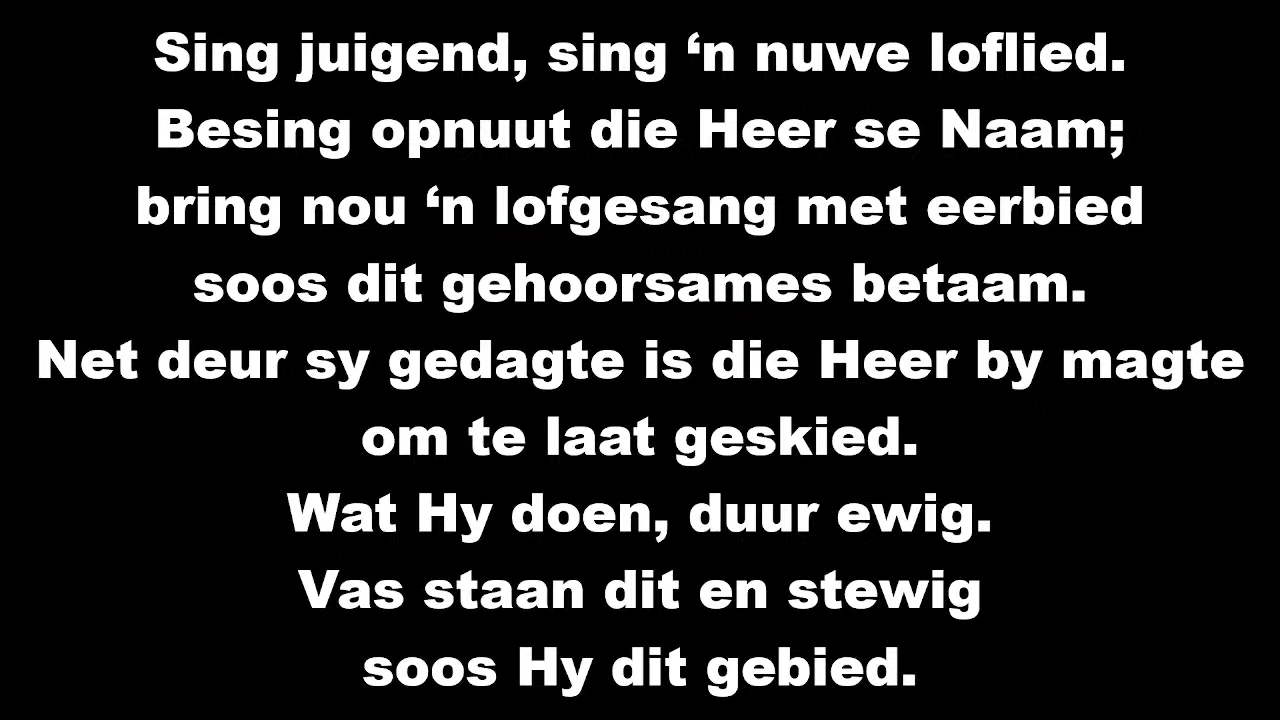 Sing juigend, sing ‘n nuwe loflied.
Besing opnuut die Heer se Naam;
bring nou ‘n lofgesang met eerbied
soos dit gehoorsames betaam.
Net deur sy gedagte is die Heer by magte
om te laat geskied.
Wat Hy doen, duur ewig.
Vas staan dit en stewig
soos Hy dit gebied.